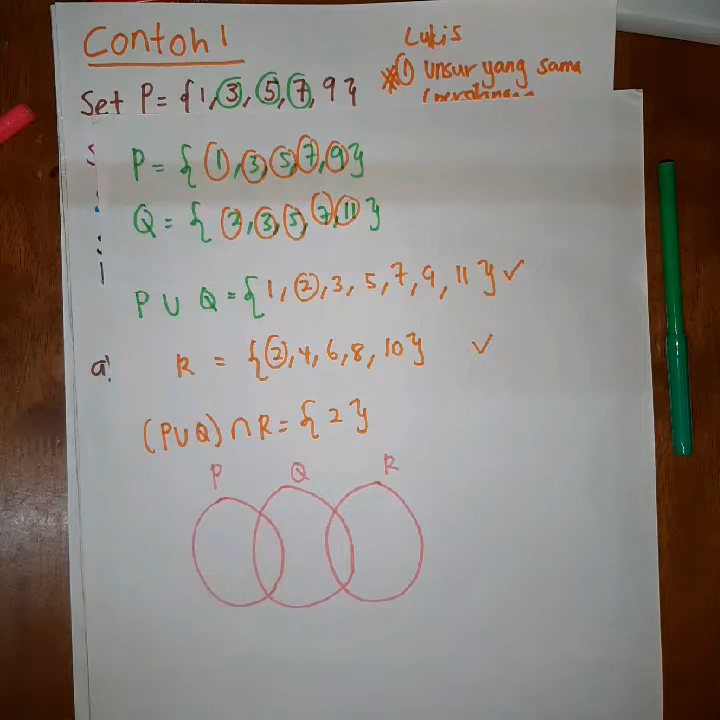 Contoh 1
Lukis
① Unsur yang sama
Set P = {1, 3, 5, 7, 9}
P = {1, 3, 5, 7, 9}
Q = {2, 3, 5, 7, 11}
P ∪ Q = {1, 2, 3, 5, 7, 9, 11} ✓
a) R = {2, 4, 6, 8, 10} ✓
(P∪Q) ∩ R = {2}
P Q R